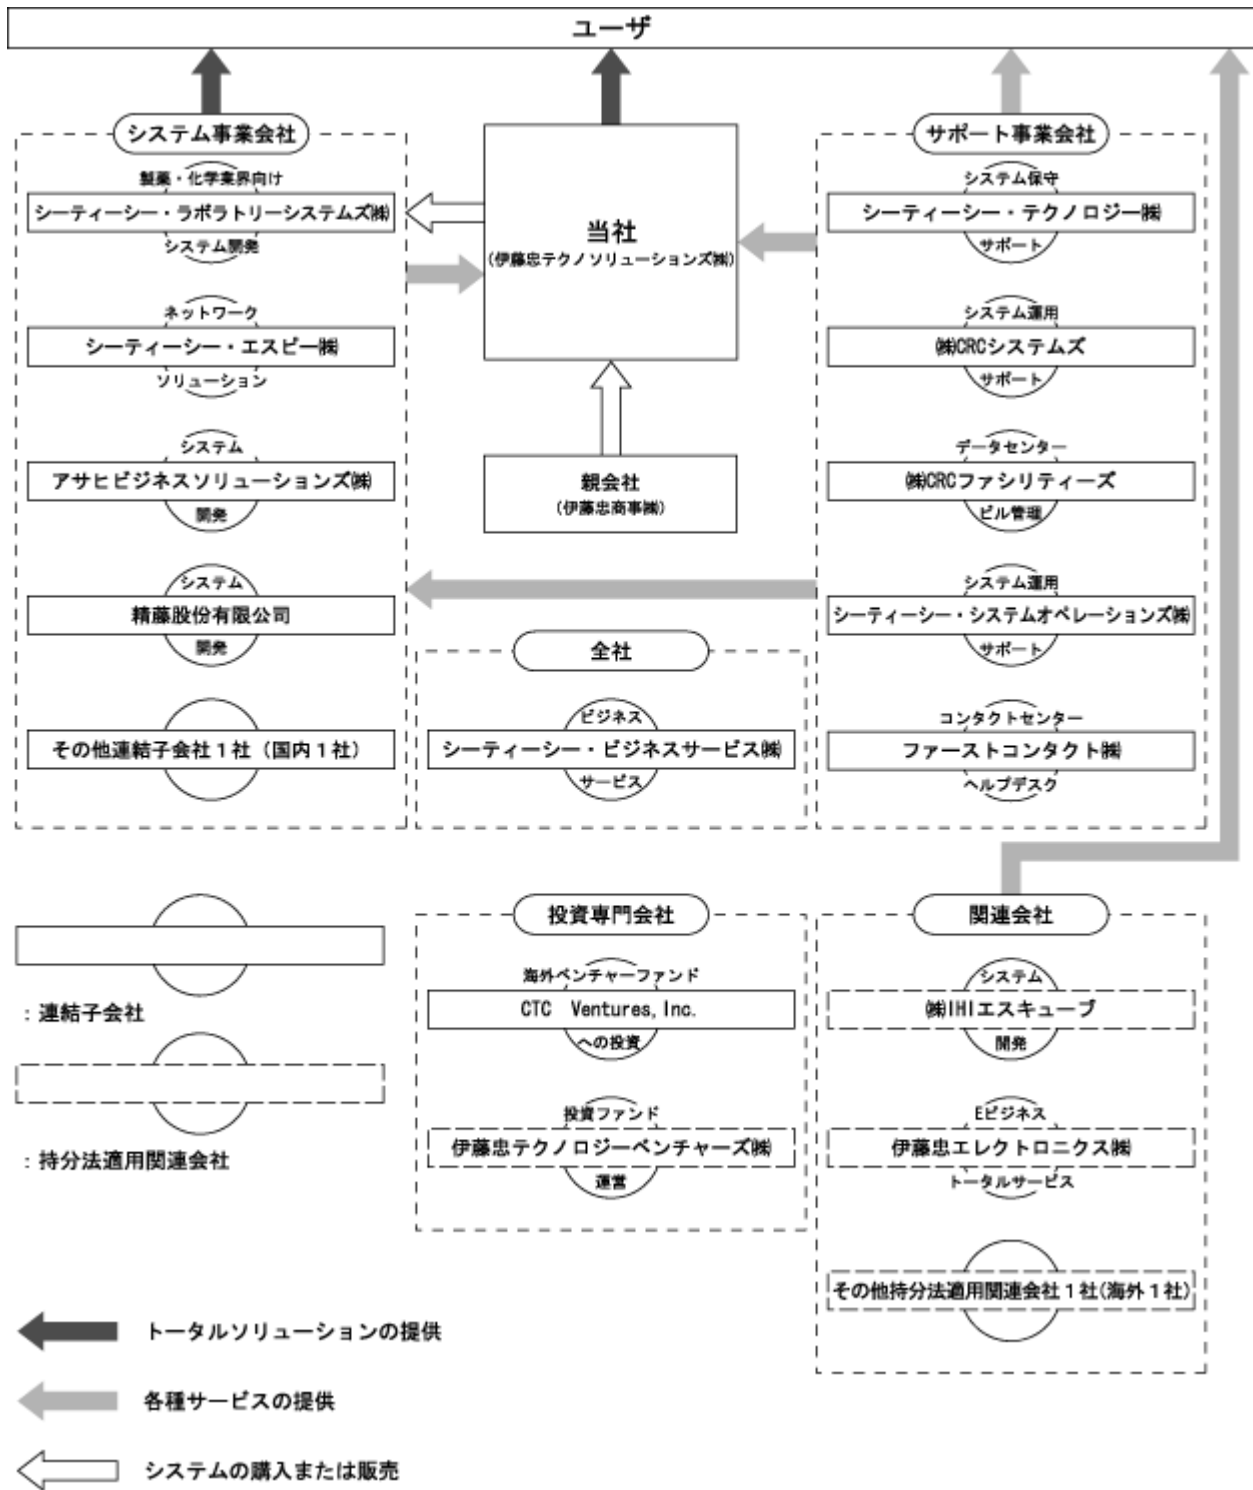 ユーザ
システム事業会社
製薬・化学業界向け
シーティーシー・ラボラトリーシステムズ㈱
システム開発
ネットワーク
シーティーシー・エスピー㈱
ソリューション
システム
アサヒビジネスソリューションズ㈱
開発
システム
精藤股份有限公司
開発
その他連結子会社1社（国内1社）
当社
(伊藤忠テクノソリューションズ㈱)
親会社
(伊藤忠商事㈱)
全社
ビジネス
シーティーシー・ビジネスサービス㈱
サービス
サポート事業会社
システム保守
シーティーシー・テクノロジー㈱
サポート
システム運用
㈱CRCシステムズ
サポート
データセンター
㈱CRCファシリティーズ
ビル管理
システム運用
シーティーシー・システムオペレーションズ㈱
サポート
コンタクトセンター
ファーストコンタクト㈱
ヘルプデスク
：連結子会社
：持分法適用関連会社
投資専門会社
海外ベンチャーファンド
CTC Ventures, Inc.
への投資
投資ファンド
伊藤忠テクノロジーベンチャーズ㈱
運営
関連会社
システム
㈱IHIエスキューブ
開発
Eビジネス
伊藤忠エレクトロニクス㈱
トータルサービス
その他持分法適用関連会社1社(海外1社)
トータルソリューションの提供
各種サービスの提供
システムの購入または販売